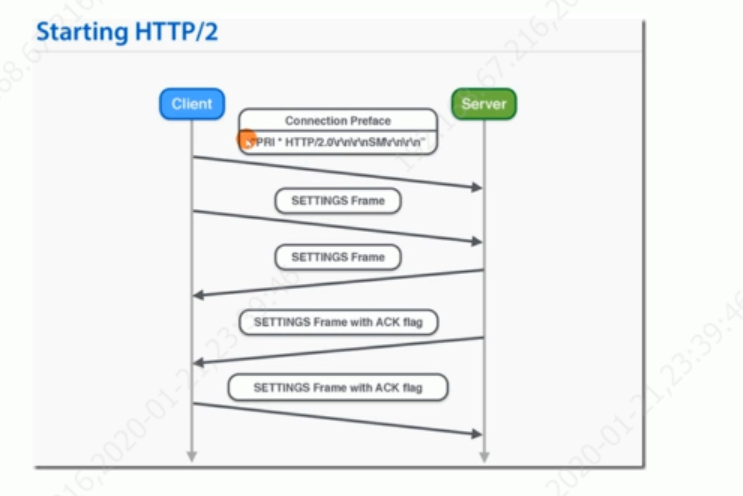 Starting HTTP/2
Client
Server
Connection Preface
"PRI * HTTP/2.0\r\n\r\nSM\r\n\r\n"
SETTINGS Frame
SETTINGS Frame
SETTINGS Frame with ACK flag
SETTINGS Frame with ACK flag